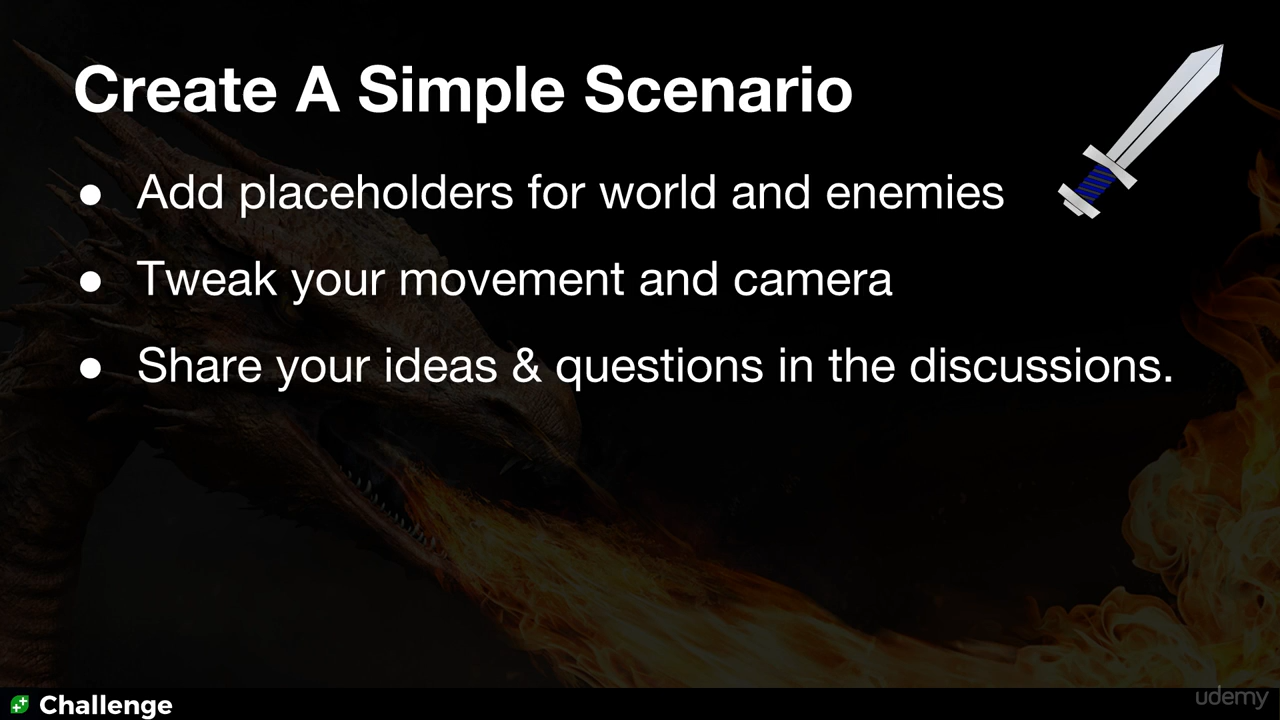 Create A Simple Scenario
● Add placeholders for world and enemies
● Tweak your movement and camera
● Share your ideas & questions in the discussions.
Challenge
udemy